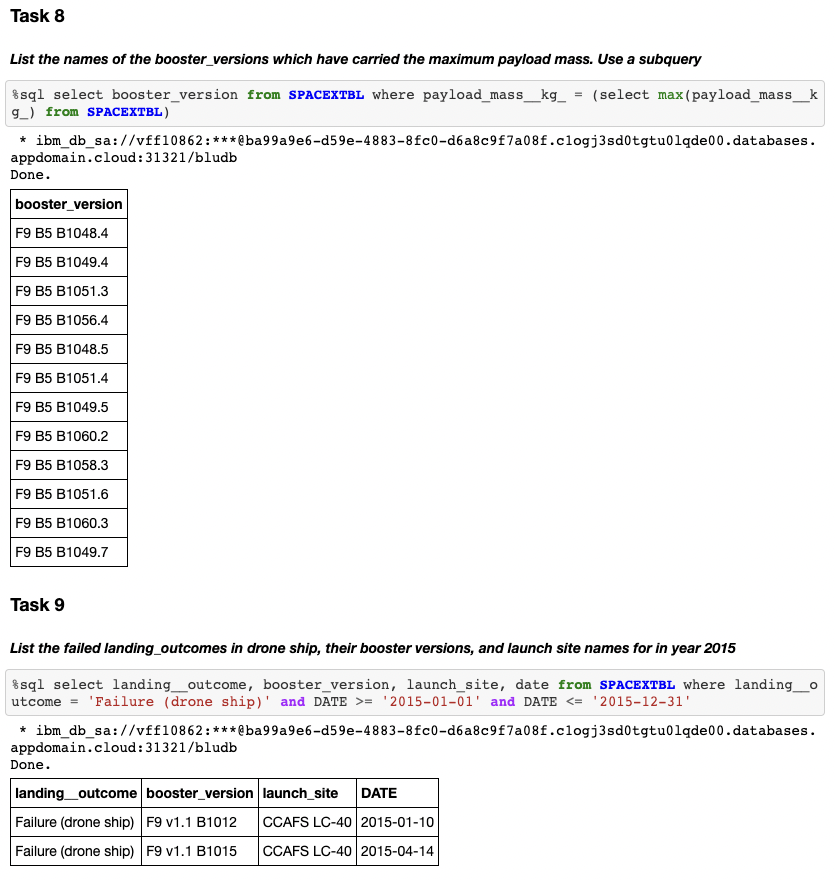 Task 8
List the names of the booster_versions which have carried the maximum payload mass. Use a subquery
%sql select booster_version from SPACEXTBL where payload_mass__kg_ = (select max(payload_mass__k
g_) from SPACEXTBL)
* ibm_db_sa://vff10862:***@ba99a9e6-d59e-4883-8fc0-d6a8c9f7a08f.c1ogj3sd0tgtu0lqde00.databases.
appdomain.cloud:31321/bludb
Done.
booster_version
F9 B5 B1048.4
F9 B5 B1049.4
F9 B5 B1051.3
F9 B5 B1056.4
F9 B5 B1048.5
F9 B5 B1051.4
F9 B5 B1049.5
F9 B5 B1060.2
F9 B5 B1058.3
F9 B5 B1051.6
F9 B5 B1060.3
F9 B5 B1049.7
Task 9
List the failed landing_outcomes in drone ship, their booster versions, and launch site names for in year 2015
%sql select landing__outcome, booster_version, launch_site, date from SPACEXTBL where landing__o
utcome = 'Failure (drone ship)' and DATE >= '2015-01-01' and DATE <= '2015-12-31'
* ibm_db_sa://vff10862:***@ba99a9e6-d59e-4883-8fc0-d6a8c9f7a08f.c1ogj3sd0tgtu0lqde00.databases.
appdomain.cloud:31321/bludb
Done.
landing__outcome booster_version launch_site DATE
Failure (drone ship) F9 v1.1 B1012 CCAFS LC-40 2015-01-10
Failure (drone ship) F9 v1.1 B1015 CCAFS LC-40 2015-04-14